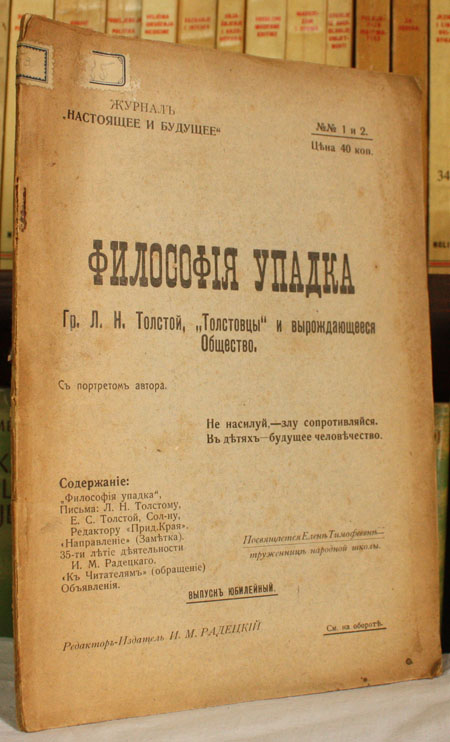 ЖУРНАЛЪ
„НАСТОЯЩЕЕ И БУДУЩЕЕ“
№№ 1 и 2.
Цѣна 40 коп.
ФИЛОСОФІЯ УПАДКА
Гр. Л. Н. Толстой, „Толстовцы“ и вырождающееся
Общество.
Съ портретомъ автора.
Не насилуй,—злу сопротивляйся.
Въ дѣтяхъ—будущее человѣчество.
Содержаніе:
„Философія упадка“,
Письма: Л. Н. Толстому,
Е. С. Толстой, Сол-ну,
Редактору «Прид.Края».
«Направленіе» (Замѣтка).
35-ти лѣтіе дѣятельности
И. М. Радецкаго.
«Къ Читателямъ» (обращеніе)
Объявленія.
Посвящается Еленѣ Тимофеевнѣ—
труженницѣ народной школы.
ВЫПУСКЪ ЮБИЛЕЙНЫЙ.
Редакторъ-Издатель И. М. РАДЕЦКІЙ
См. на оборотѣ.